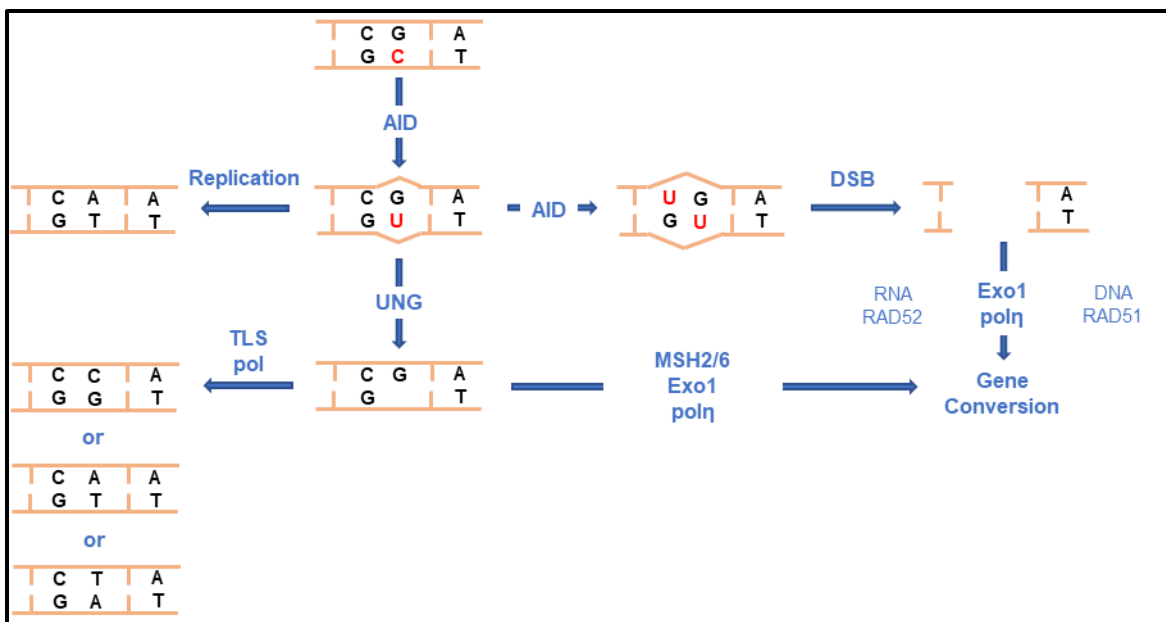 C G A
G C T
AID
Replication
C A A
G T T
C G A
G U T
AID
U G A
G U T
DSB
A
T
UNG
RNA
RAD52
Exo1
polη
DNA
RAD51
TLS
pol
C C A
G G T
C G A
G T
MSH2/6
Exo1
polη
Gene
Conversion
or
C A A
G T T
or
C T A
G A T